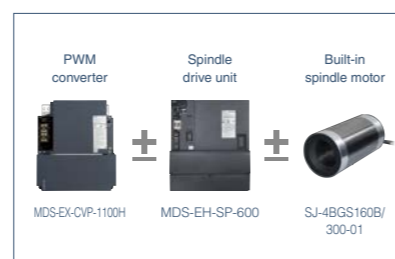 PWM
converter
Spindle
drive unit
Built-in
spindle motor
±
±
MDS-EX-CVP-1100H
MDS-EH-SP-600
SJ-4BGS160B/
300-01